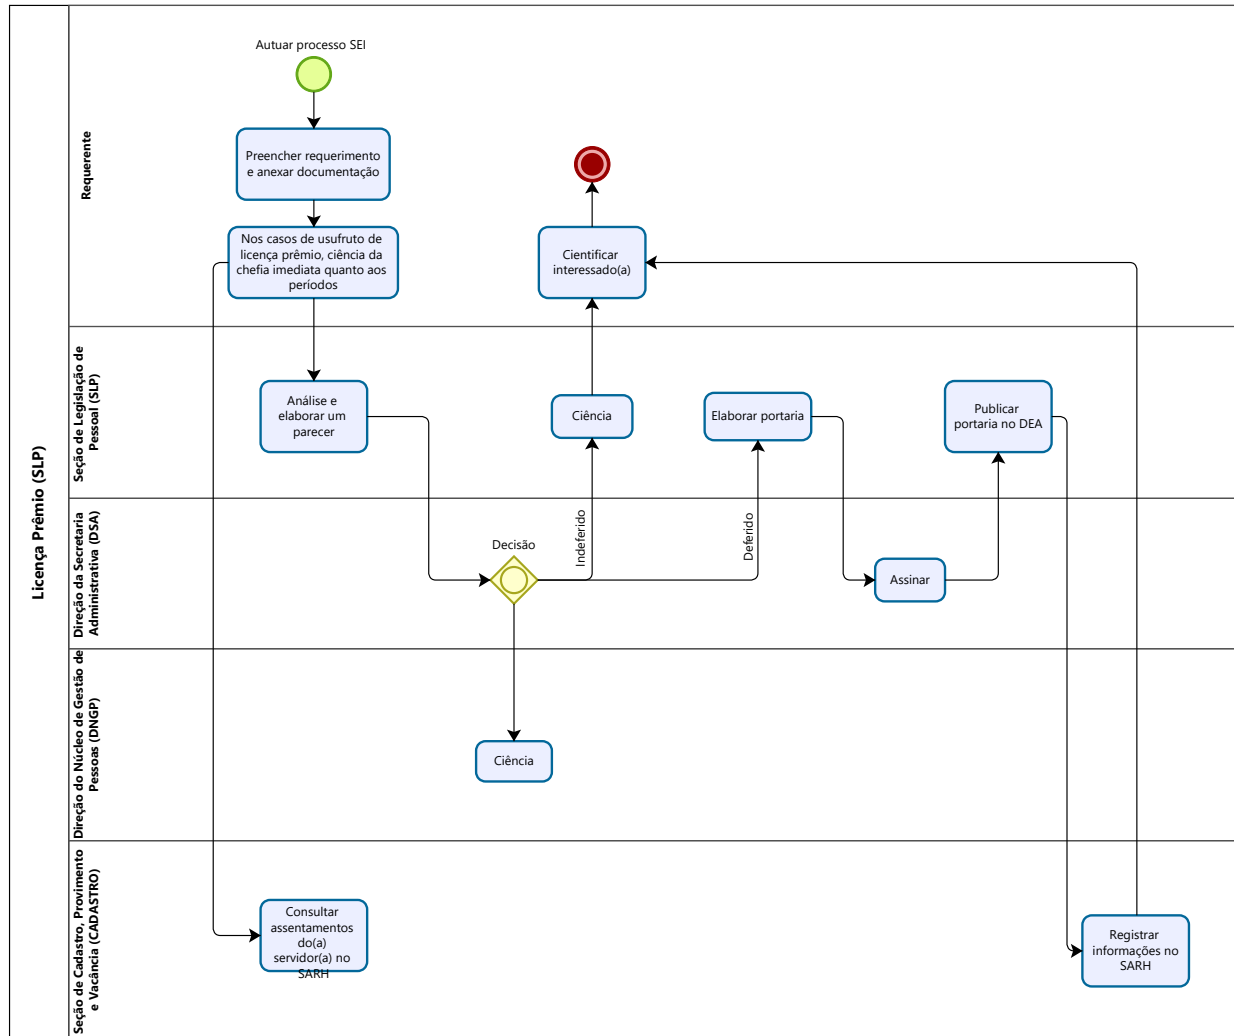 Licença Prêmio (SLP)
Requerente
Autuar processo SEI
Preencher requerimento
e anexar documentação
Nos casos de usufruto de
licença prêmio, ciência da
chefia imediata quanto aos
períodos
Cientificar
interessado(a)
Seção de Legislação de
Pessoal (SLP)
Análise e
elaborar um
parecer
Ciência
Elaborar portaria
Publicar
portaria no DEA
Direção da Secretaria
Administrativa (DSA)
Decisão
Indeferido
Deferido
Assinar
Direção do Núcleo de Gestão de
Pessoas (DNGP)
Ciência
Seção de Cadastro, Provimento
e Vacância (CADASTRO)
Consultar
assentamentos
do(a)
servidor(a) no
SARH
Registrar
informações no
SARH